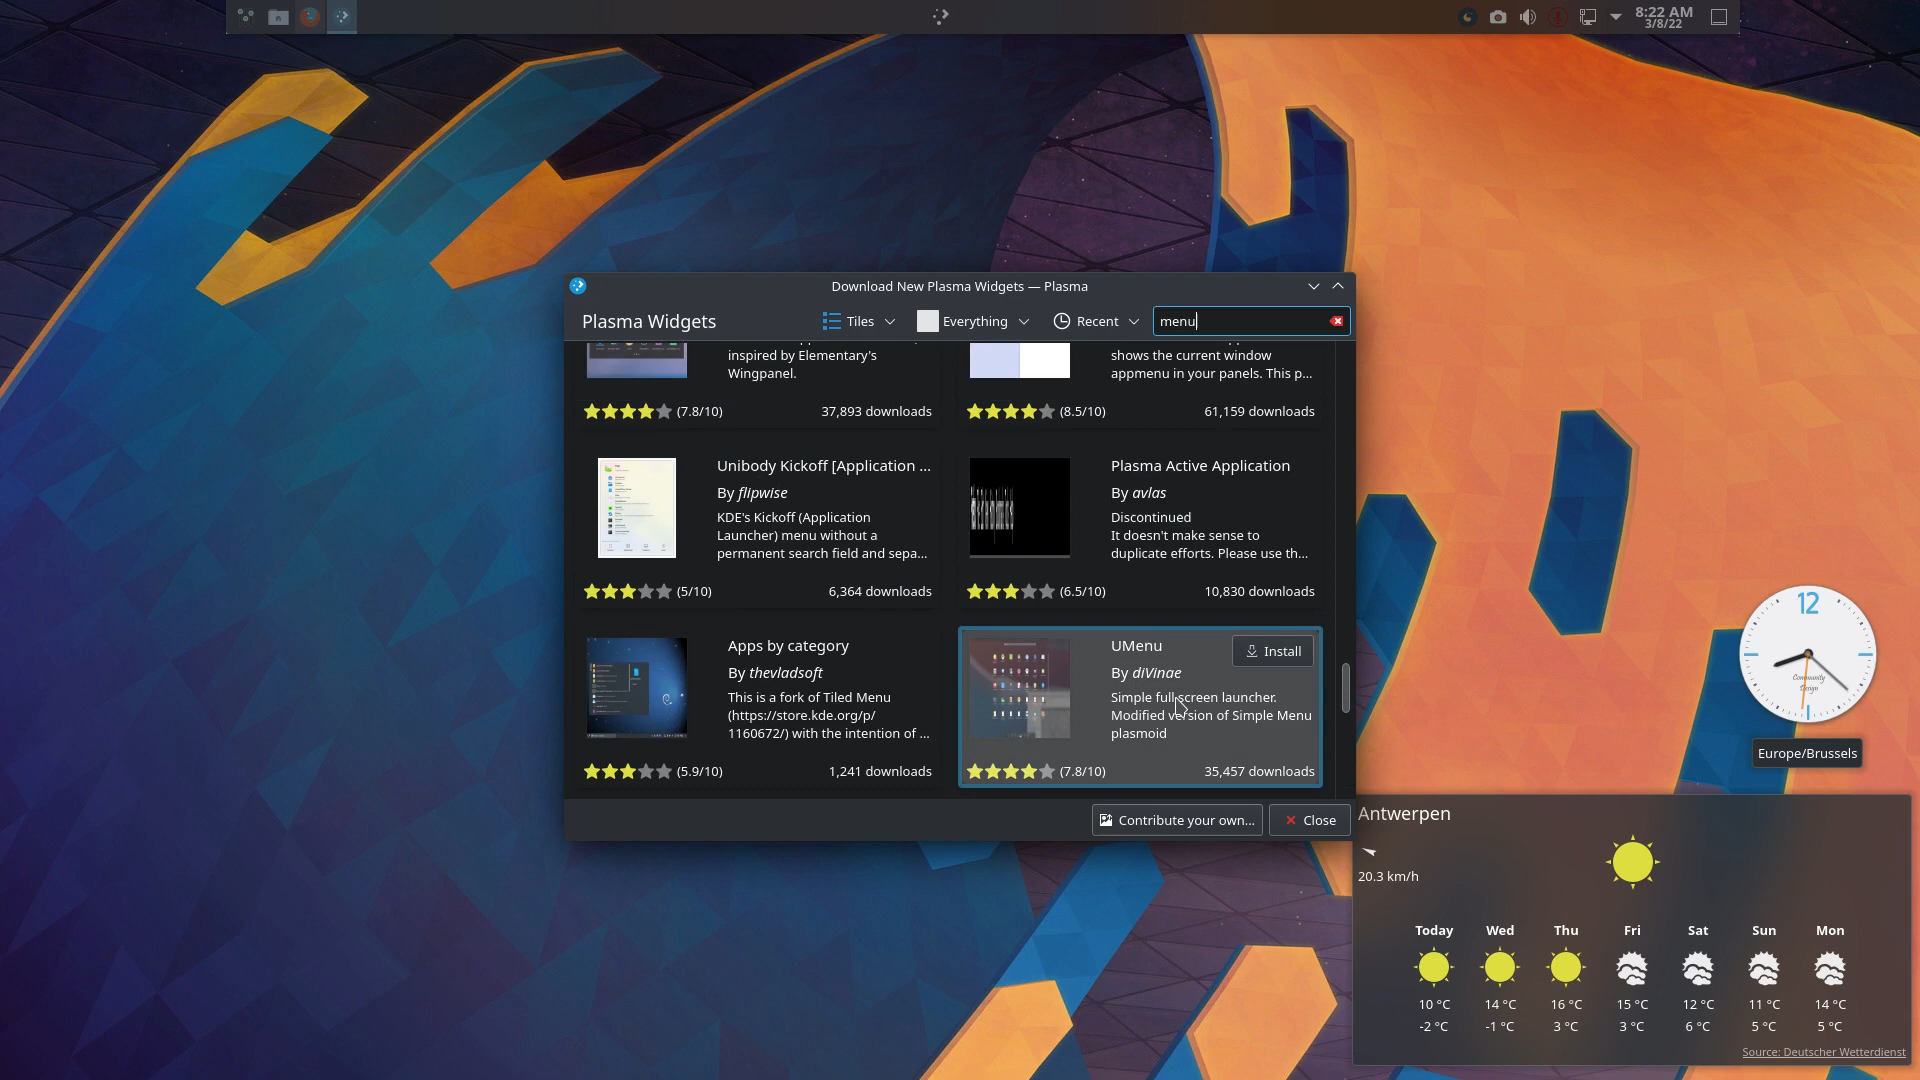 8:22 AM
3/8/22
Download New Plasma Widgets — Plasma
Plasma Widgets
Tiles
Everything
Recent
menu
inspired by Elementary's
Wingpanel.
(7.8/10)
37,893 downloads
shows the current window
appmenu in your panels. This p...
(8.5/10)
61,159 downloads
Unibody Kickoff [Application ...
By flipwise
KDE's Kickoff (Application
Launcher) menu without a
permanent search field and sepa...
(5/10)
6,364 downloads
Plasma Active Application
By avlas
Discontinued
It doesn't make sense to
duplicate efforts. Please use th...
(6.5/10)
10,830 downloads
Apps by category
By thevladsoft
This is a fork of Tiled Menu
(https://store.kde.org/p/
1160672/) with the intention of ...
(5.9/10)
1,241 downloads
UMenu
Install
By diVinae
Simple full screen launcher.
Modified version of Simple Menu
plasmoid
(7.8/10)
35,457 downloads
Contribute your own...
Close
12
Community
Design
Europe/Brussels
Antwerpen
20.3 km/h
Today Wed Thu Fri Sat Sun Mon
10 °C 14 °C 16 °C 15 °C 12 °C 11 °C 14 °C
-2 °C -1 °C 3 °C 3 °C 6 °C 5 °C 5 °C
Source: Deutscher Wetterdienst